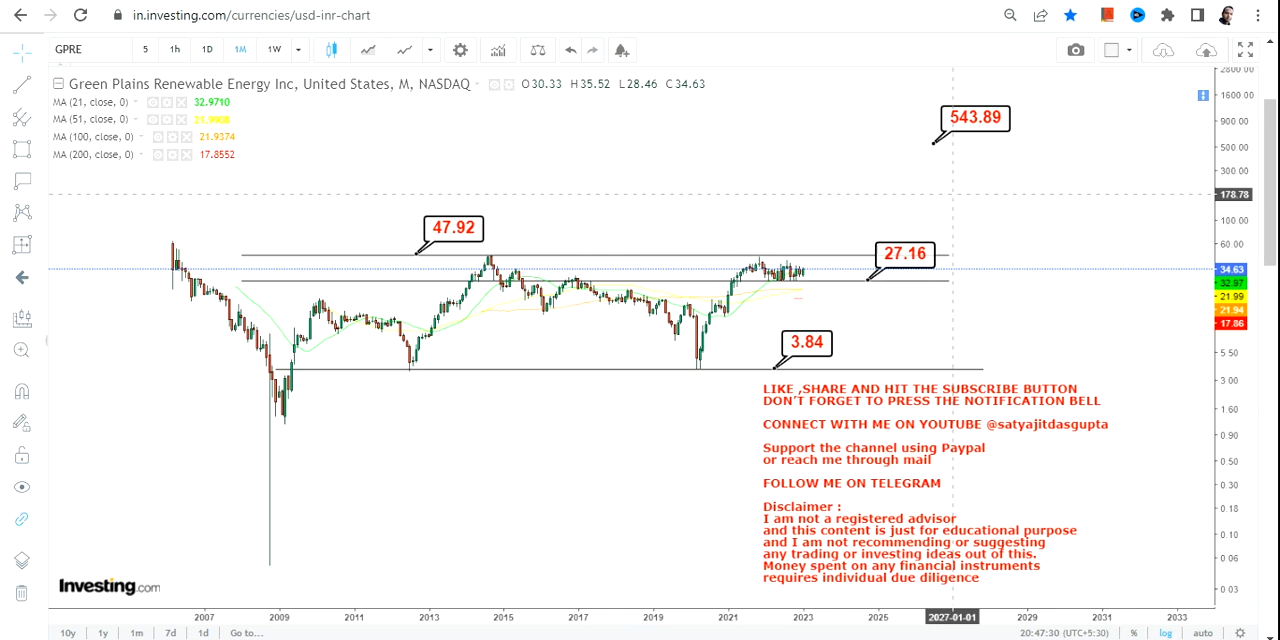 in.investing.com/currencies/usd-inr-chart
GPRE 5 1h 1D 1M 1W
Green Plains Renewable Energy Inc, United States, M, NASDAQ O30.33 H35.52 L28.46 C34.63
MA (21, close, 0) 32.9710
MA (51, close, 0)
MA (100, close, 0) 21.9374
MA (200, close, 0) 17.8552
543.89
47.92
27.16
3.84
2800.00
1600.00
900.00
500.00
300.00
178.78
100.00
60.00
34.63
32.97
21.99
21.94
17.86
5.50
3.00
1.60
0.90
0.50
0.30
0.18
0.10
0.06
0.03
LIKE ,SHARE AND HIT THE SUBSCRIBE BUTTON
DON'T FORGET TO PRESS THE NOTIFICATION BELL
CONNECT WITH ME ON YOUTUBE @satyajitdasgupta
Support the channel using Paypal
or reach me through mail
FOLLOW ME ON TELEGRAM
Disclaimer :
I am not a registered advisor
and this content is just for educational purpose
and I am not recommending or suggesting
any trading or investing ideas out of this.
Money spent on any financial instruments
requires individual due diligence
Investing.com
2007 2009 2011 2013 2015 2017 2019 2021 2023 2025 2027-01-01 2029 2031 2033
10y 1y 1m 7d 1d Go to... 20:47:30 (UTC+5:30) % log auto